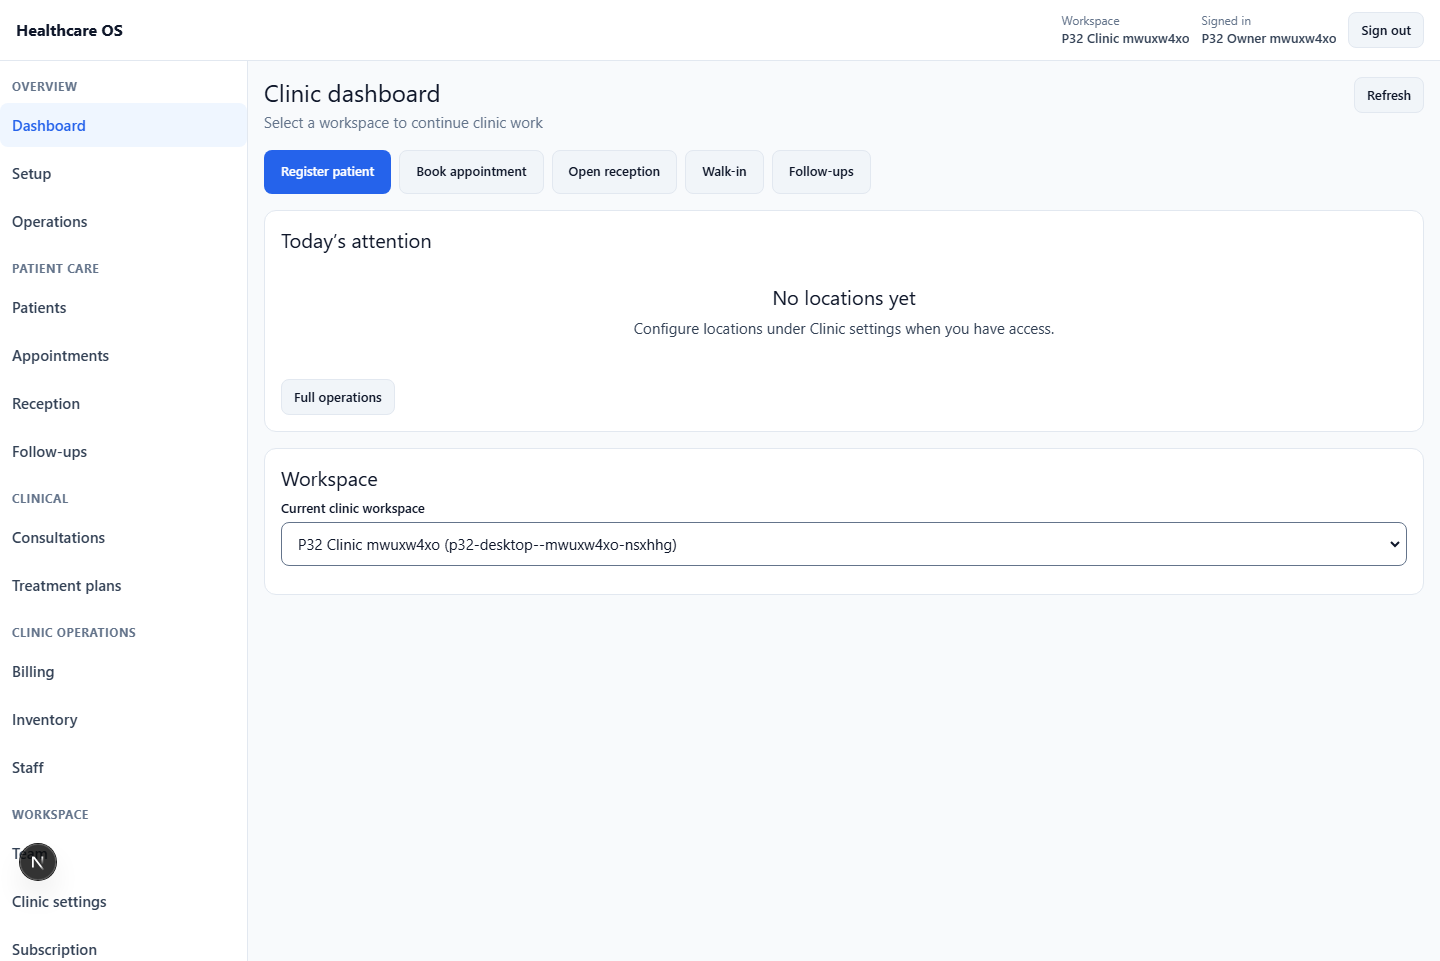 Healthcare OS
Workspace
P32 Clinic mwuxw4xo
Signed in
P32 Owner mwuxw4xo
Sign out
OVERVIEW
Dashboard
Setup
Operations
PATIENT CARE
Patients
Appointments
Reception
Follow-ups
CLINICAL
Consultations
Treatment plans
CLINIC OPERATIONS
Billing
Inventory
Staff
WORKSPACE
Team
N
Clinic settings
Subscription
Clinic dashboard
Select a workspace to continue clinic work
Refresh
Register patient
Book appointment
Open reception
Walk-in
Follow-ups
Today’s attention
No locations yet
Configure locations under Clinic settings when you have access.
Full operations
Workspace
Current clinic workspace
P32 Clinic mwuxw4xo (p32-desktop--mwuxw4xo-nsxhhg)